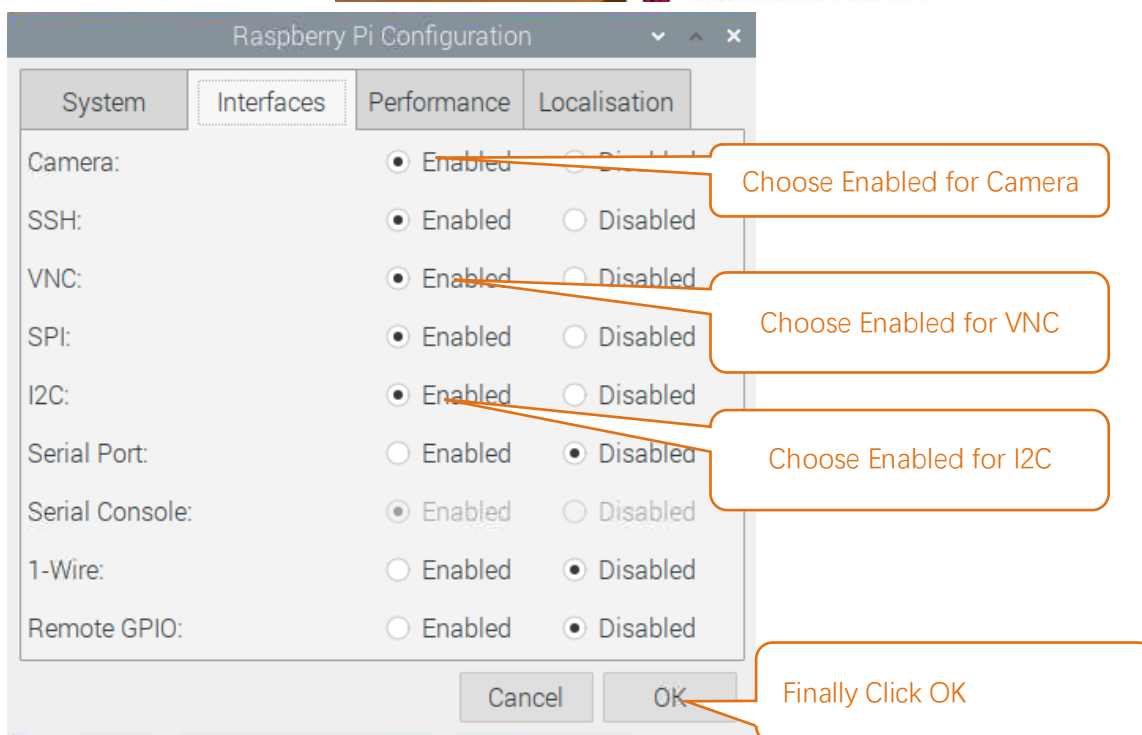 Raspberry Pi Configuration
System Interfaces Performance Localisation
Camera: Enabled Disabled
Choose Enabled for Camera
SSH: Enabled Disabled
VNC: Enabled Disabled
Choose Enabled for VNC
SPI: Enabled Disabled
I2C: Enabled Disabled
Choose Enabled for I2C
Serial Port: Enabled Disabled
Serial Console: Enabled Disabled
1-Wire: Enabled Disabled
Remote GPIO: Enabled Disabled
Cancel OK
Finally Click OK